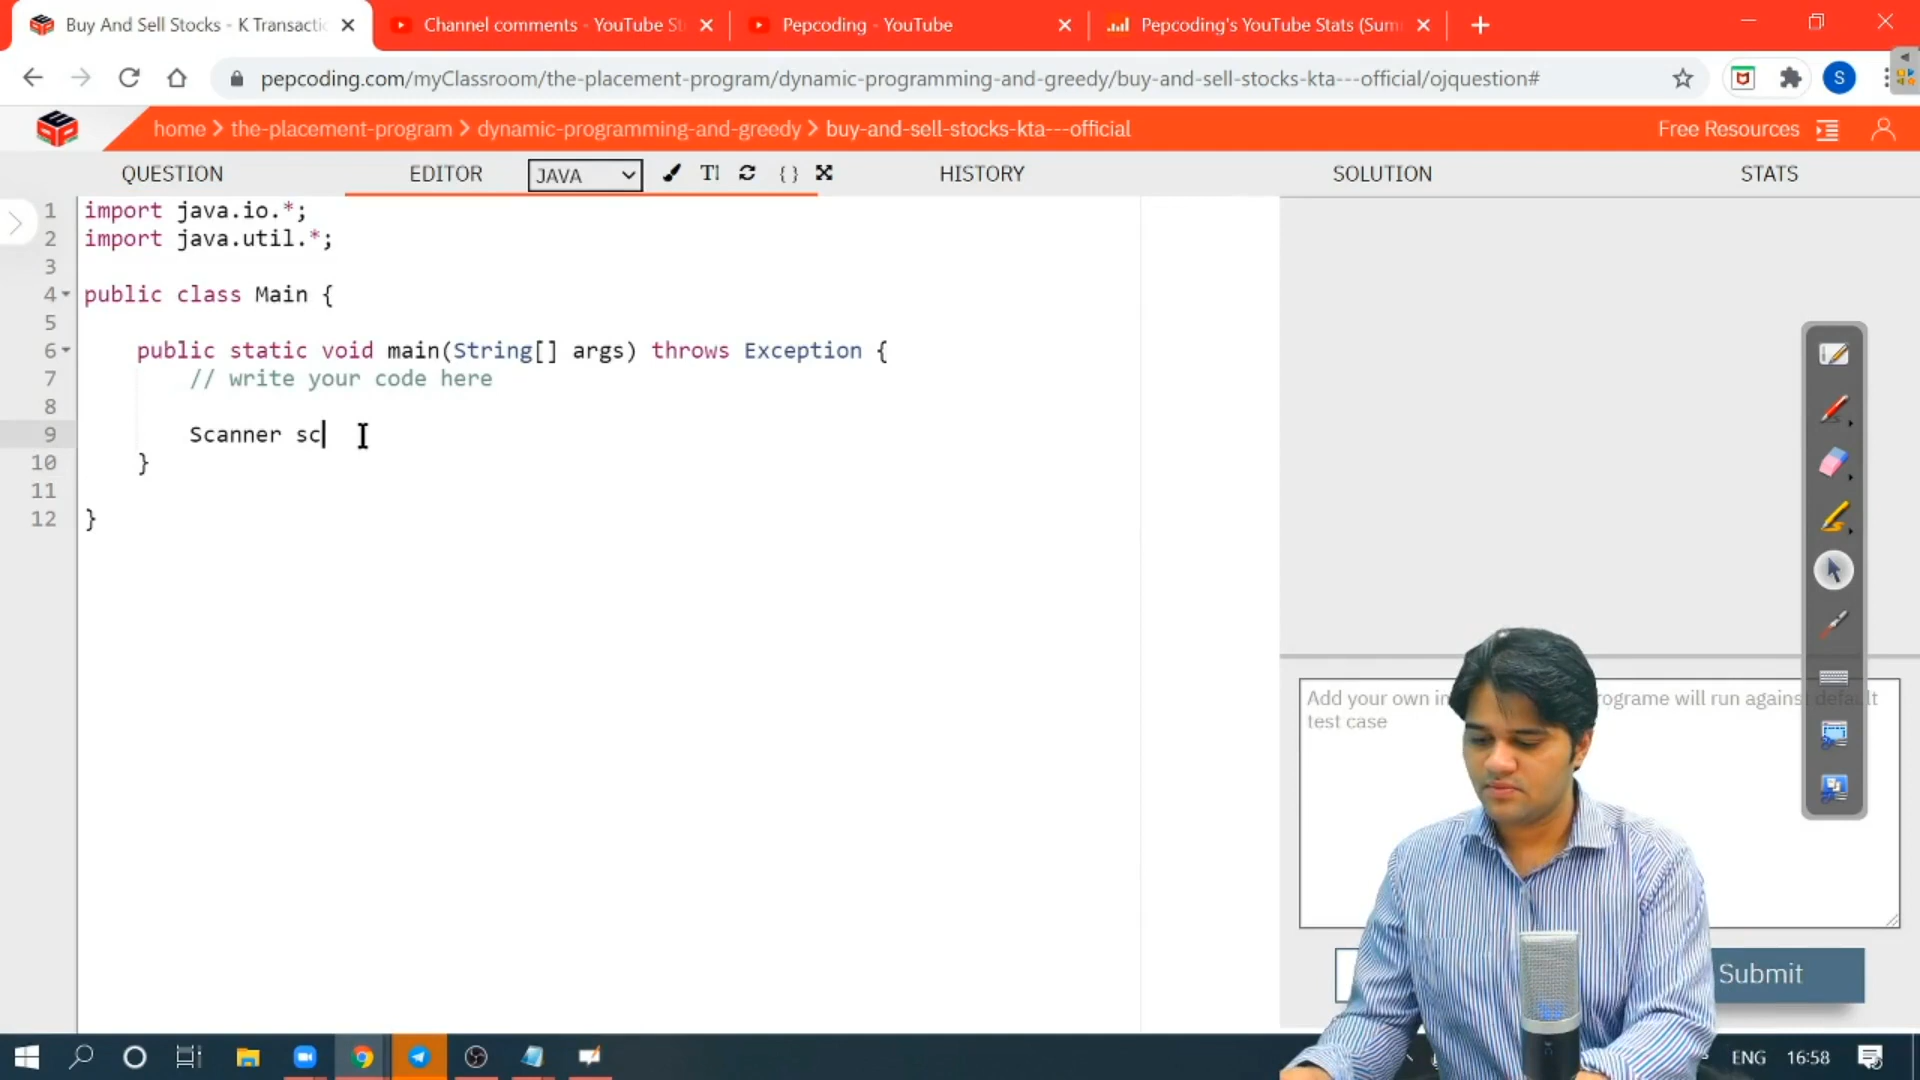 Buy And Sell Stocks - K Transactic
Channel comments - YouTube St
Pepcoding - YouTube
Pepcoding's YouTube Stats (Sum
pepcoding.com/myClassroom/the-placement-program/dynamic-programming-and-greedy/buy-and-sell-stocks-kta---official/ojquestion#
S
home > the-placement-program > dynamic-programming-and-greedy > buy-and-sell-stocks-kta---official
Free Resources
QUESTION
EDITOR
JAVA
HISTORY
SOLUTION
STATS
1 import java.io.*;
2 import java.util.*;
3
4 public class Main {
5
6 public static void main(String[] args) throws Exception {
7 // write your code here
8
9 Scanner sc
10 }
11
12 }
Add your own in rograme will run against default
test case
Submit
ENG
16:58